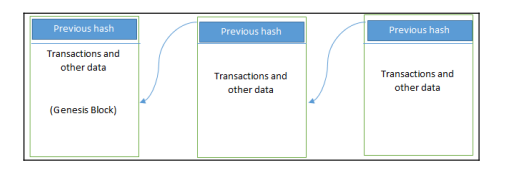 Previous hash
Transactions and
other data
(Genesis Block)
Previous hash
Transactions and
other data
Previous hash
Transactions and
other data